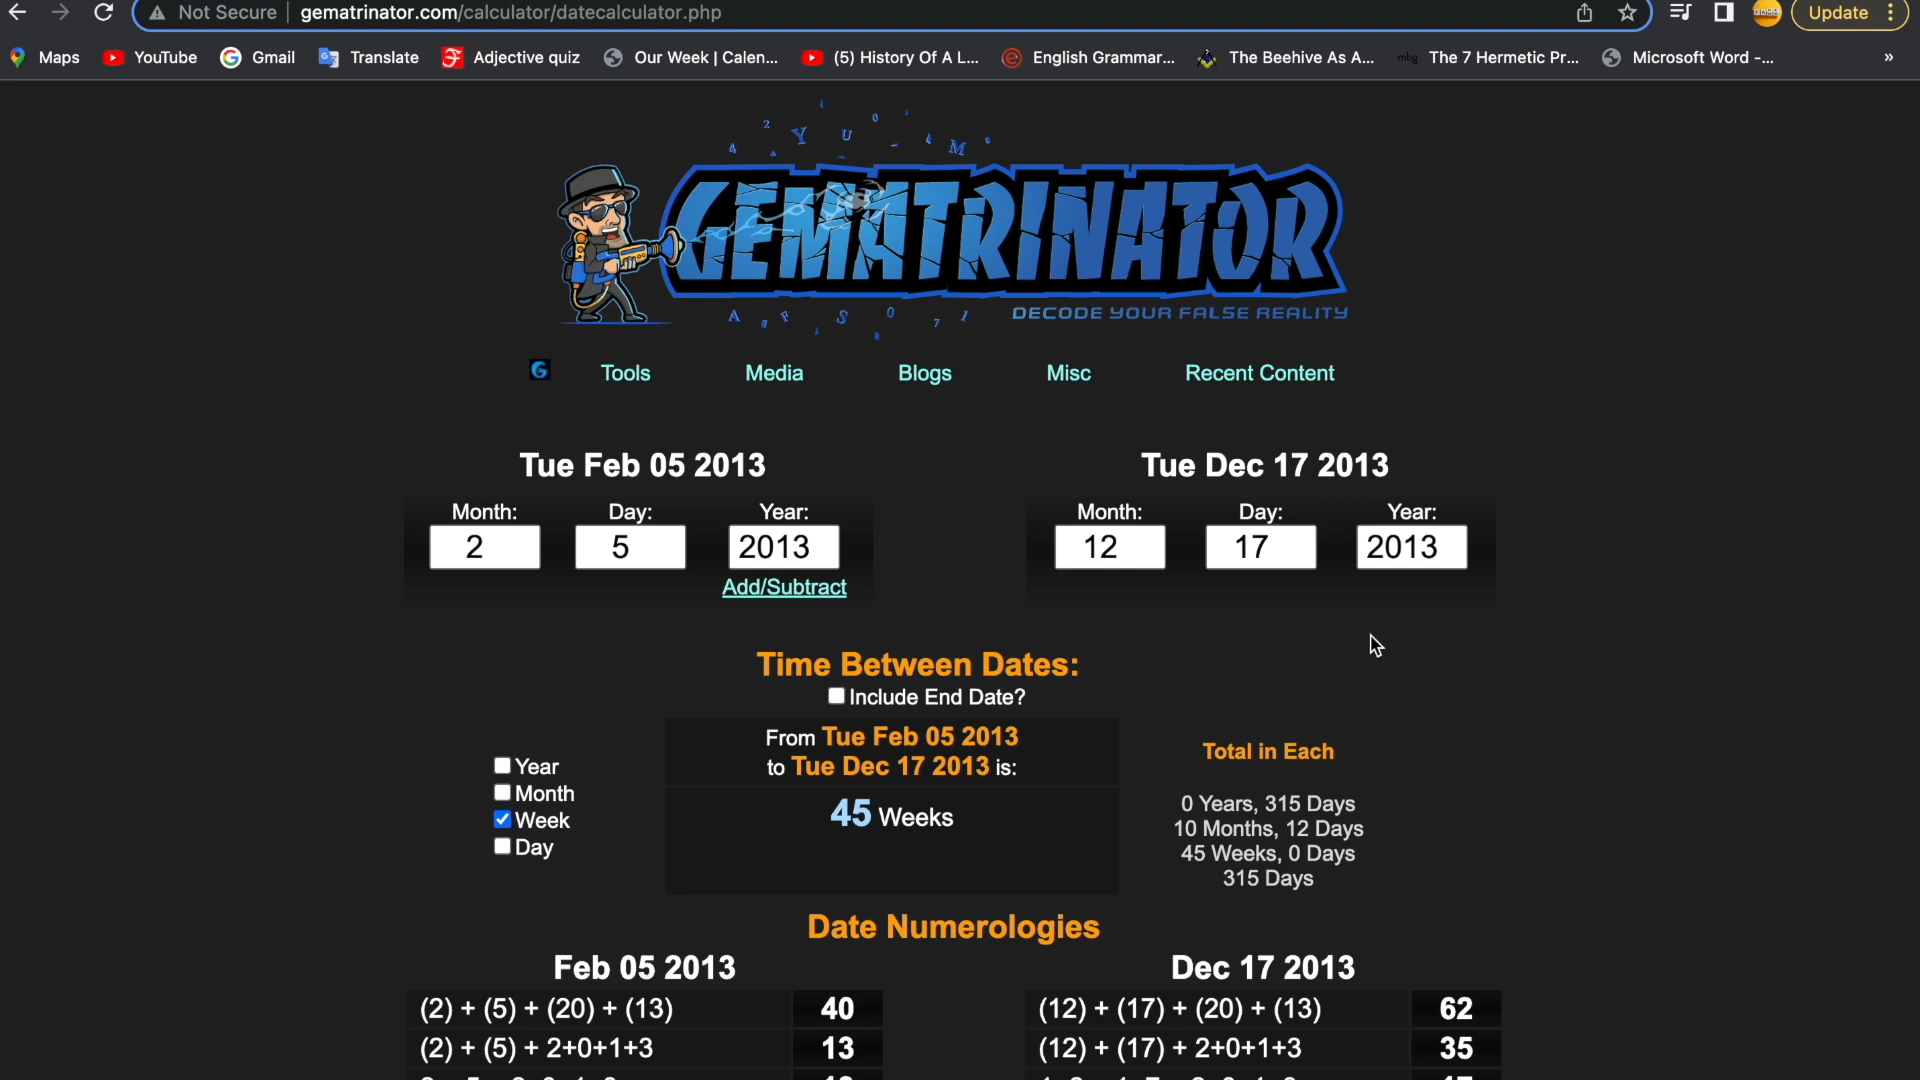 Not Secure gematrinator.com/calculator/datecalculator.php Update
Maps YouTube Gmail Translate Adjective quiz Our Week | Calen... (5) History Of A L... English Grammar... The Beehive As A... mbg The 7 Hermetic Pr... Microsoft Word -... »
GEMATRINATOR
DECODE YOUR FALSE REALITY
G Tools Media Blogs Misc Recent Content
Tue Feb 05 2013 Tue Dec 17 2013
Month: Day: Year: Month: Day: Year:
2 5 2013 12 17 2013
Add/Subtract
Time Between Dates:
Include End Date?
From Tue Feb 05 2013
to Tue Dec 17 2013 is:
45 Weeks
Year
Month
Week
Day
Total in Each
0 Years, 315 Days
10 Months, 12 Days
45 Weeks, 0 Days
315 Days
Date Numerologies
Feb 05 2013 Dec 17 2013
(2) + (5) + (20) + (13) 40 (12) + (17) + (20) + (13) 62
(2) + (5) + 2+0+1+3 13 (12) + (17) + 2+0+1+3 35